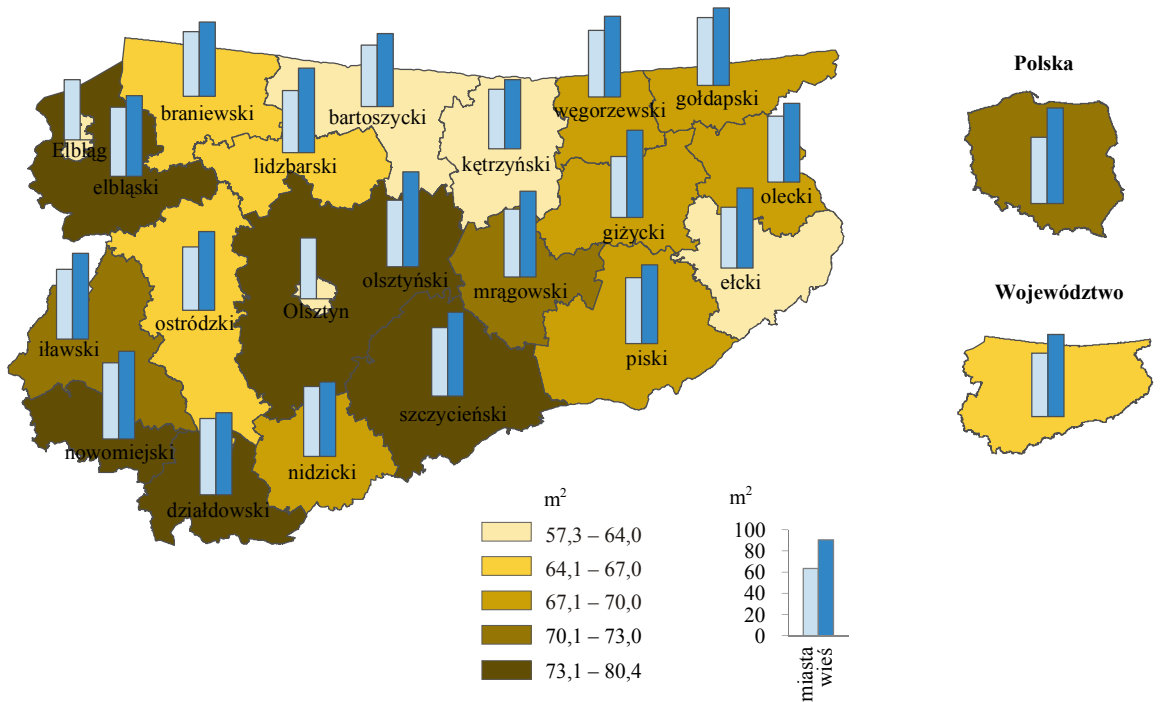 Polska
braniewski
bartoszycki
węgorzewski
gołdapski
Elbląg
elbląski
lidzbarski
kętrzyński
olecki
giżycki
olsztyński
mrągowski
ełcki
Olsztyn
ostródzki
Województwo
iławski
piski
szczycieński
nowomiejski
nidzicki
działdowski
m²
57,3 – 64,0
64,1 – 67,0
67,1 – 70,0
70,1 – 73,0
73,1 – 80,4
m²
100
80
60
40
20
0
miasta
wieś